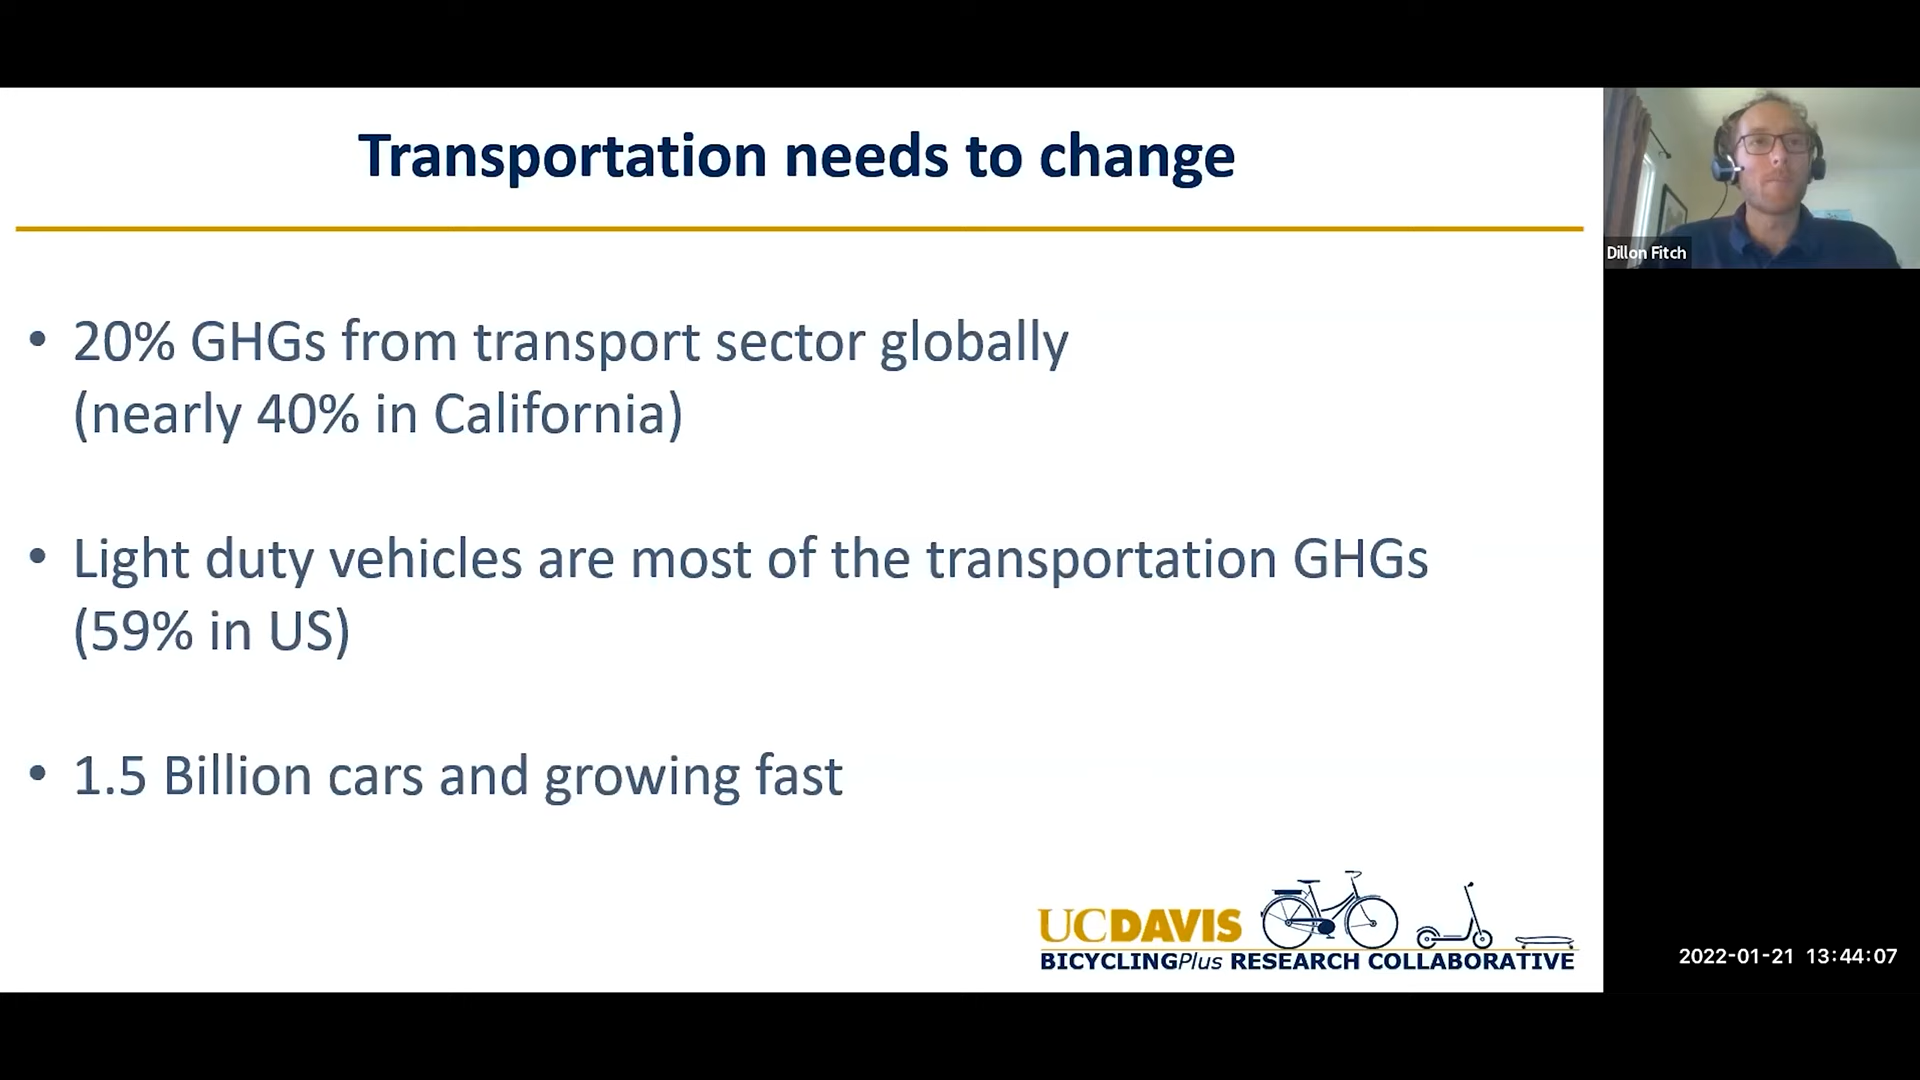 Transportation needs to change
• 20% GHGs from transport sector globally
(nearly 40% in California)
• Light duty vehicles are most of the transportation GHGs
(59% in US)
• 1.5 Billion cars and growing fast
UCDAVIS
BICYCLINGPlus RESEARCH COLLABORATIVE
Dillon Fitch
2022-01-21 13:44:07